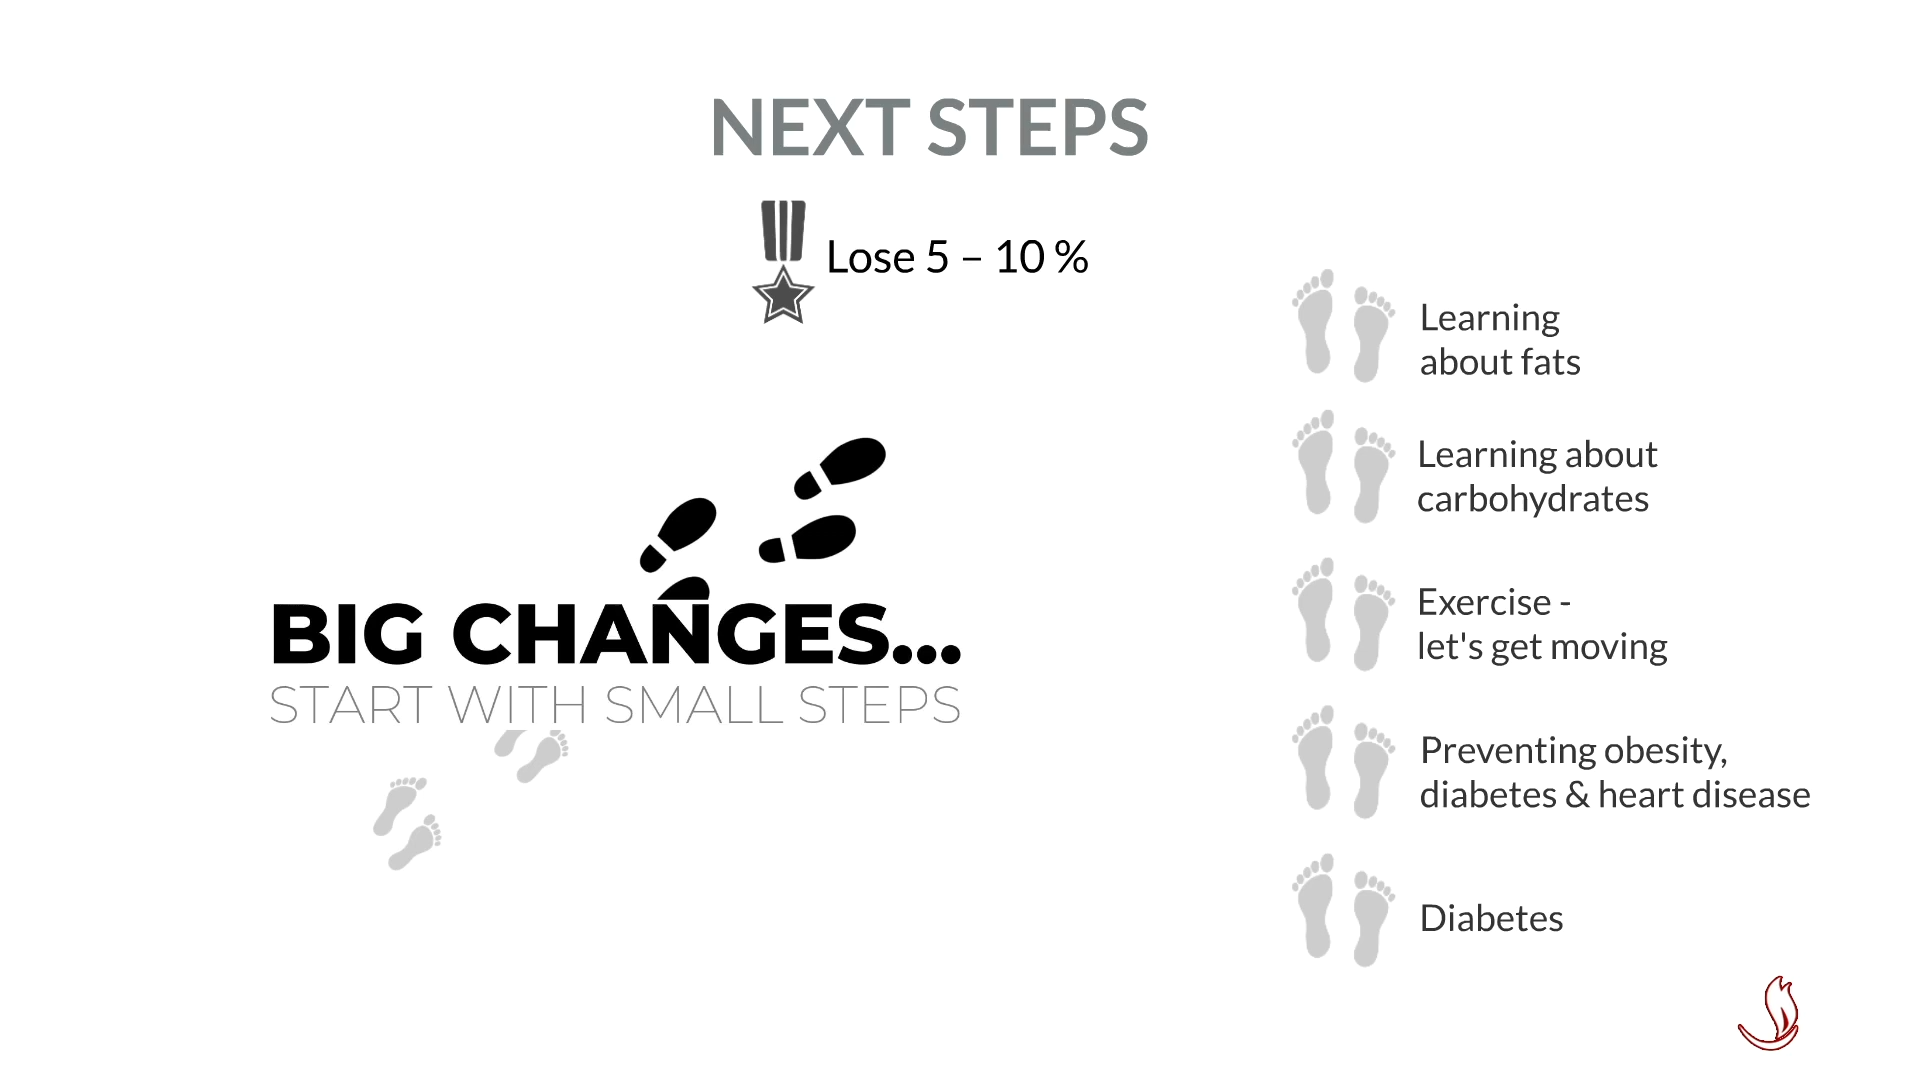 NEXT STEPS
Lose 5 – 10 %
BIG CHANGES...
START WITH SMALL STEPS
Learning
about fats
Learning about
carbohydrates
Exercise -
let's get moving
Preventing obesity,
diabetes & heart disease
Diabetes